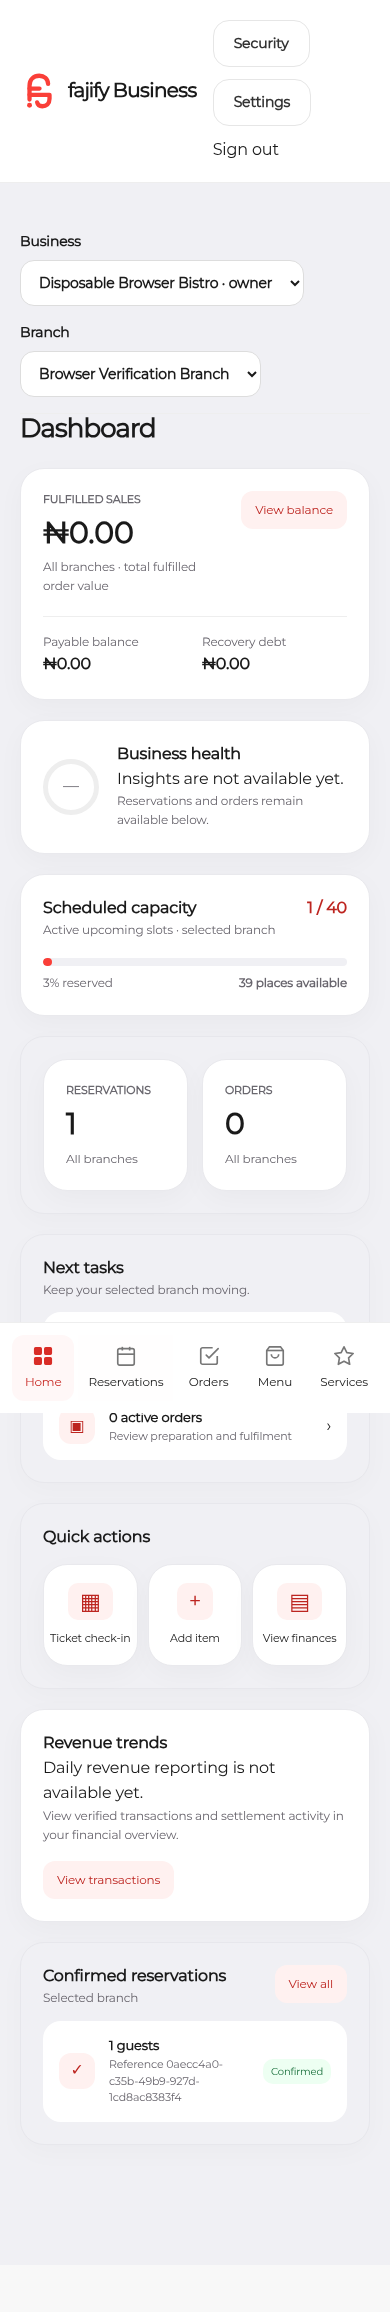 Security
fajify Business
Settings
Sign out
Business
Disposable Browser Bistro · owner
Branch
Browser Verification Branch
Dashboard
FULFILLED SALES
View balance
₦0.00
All branches · total fulfilled
order value
Payable balance
Recovery debt
₦0.00
₦0.00
—
Business health
Insights are not available yet.
Reservations and orders remain
available below.
Scheduled capacity
1 / 40
Active upcoming slots · selected branch
3% reserved
39 places available
RESERVATIONS
ORDERS
1
0
All branches
All branches
Next tasks
Keep your selected branch moving.
Home
Reservations
Orders
Menu
Services
0 active orders
Review preparation and fulfilment
Quick actions
Ticket check-in
Add item
View finances
Revenue trends
Daily revenue reporting is not
available yet.
View verified transactions and settlement activity in
your financial overview.
View transactions
Confirmed reservations
View all
Selected branch
1 guests
Reference 0aecc4a0-
c35b-49b9-927d-
1cd8ac8383f4
Confirmed